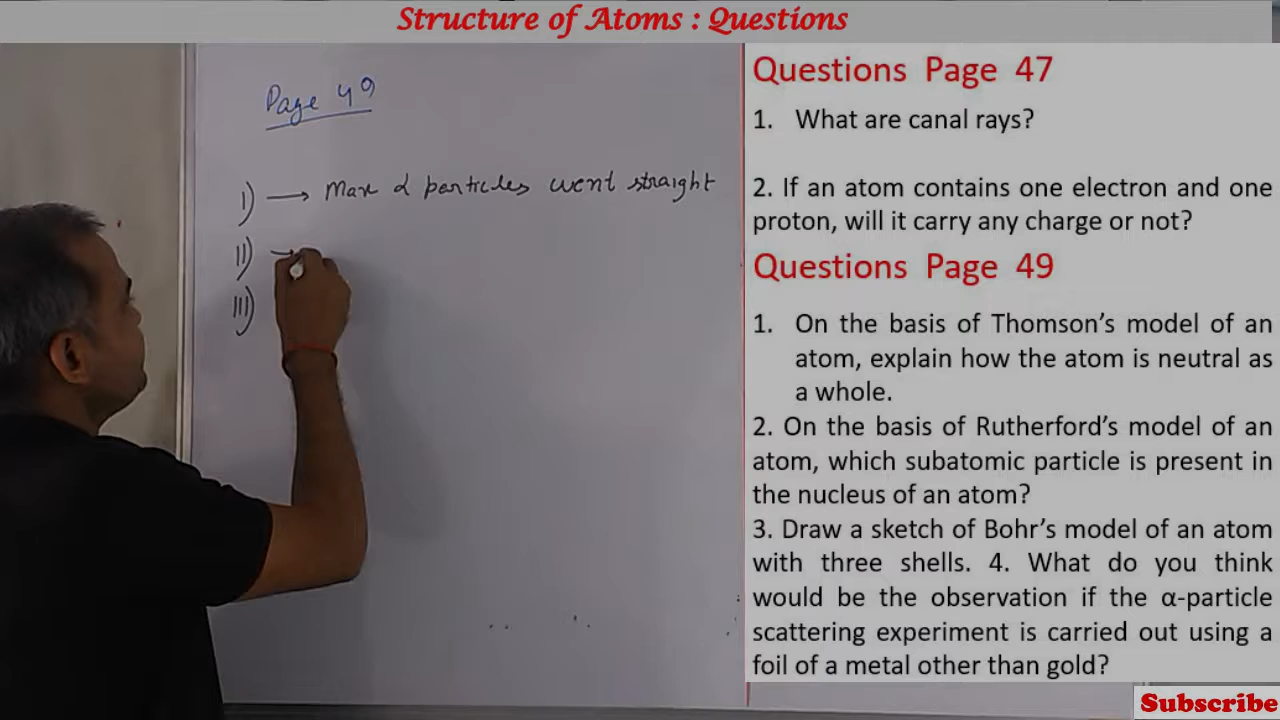 Structure of Atoms : Questions
Page 49
I) → Max α particles went straight
II) →
III)
Questions Page 47
1. What are canal rays?
2. If an atom contains one electron and one
proton, will it carry any charge or not?
Questions Page 49
1. On the basis of Thomson's model of an
atom, explain how the atom is neutral as
a whole.
2. On the basis of Rutherford's model of an
atom, which subatomic particle is present in
the nucleus of an atom?
3. Draw a sketch of Bohr's model of an atom
with three shells. 4. What do you think
would be the observation if the α-particle
scattering experiment is carried out using a
foil of a metal other than gold?
Subscribe